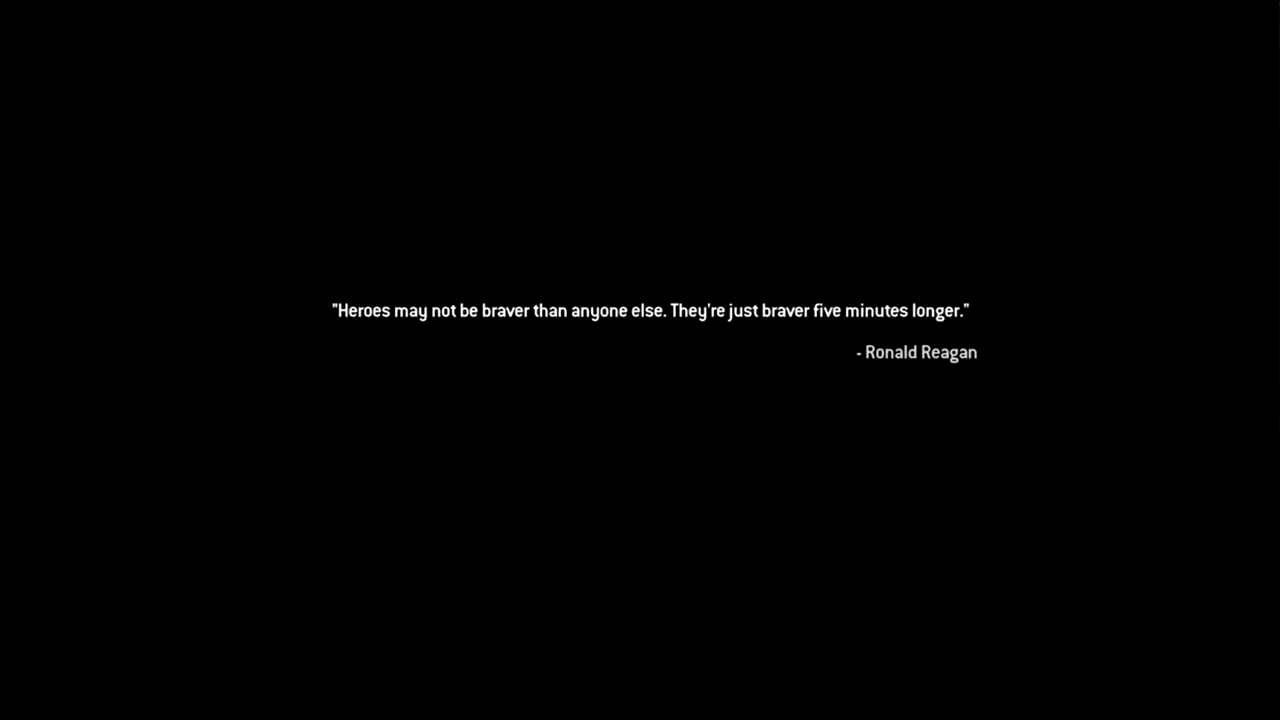 "Heroes may not be braver than anyone else. They're just braver five minutes longer."
- Ronald Reagan